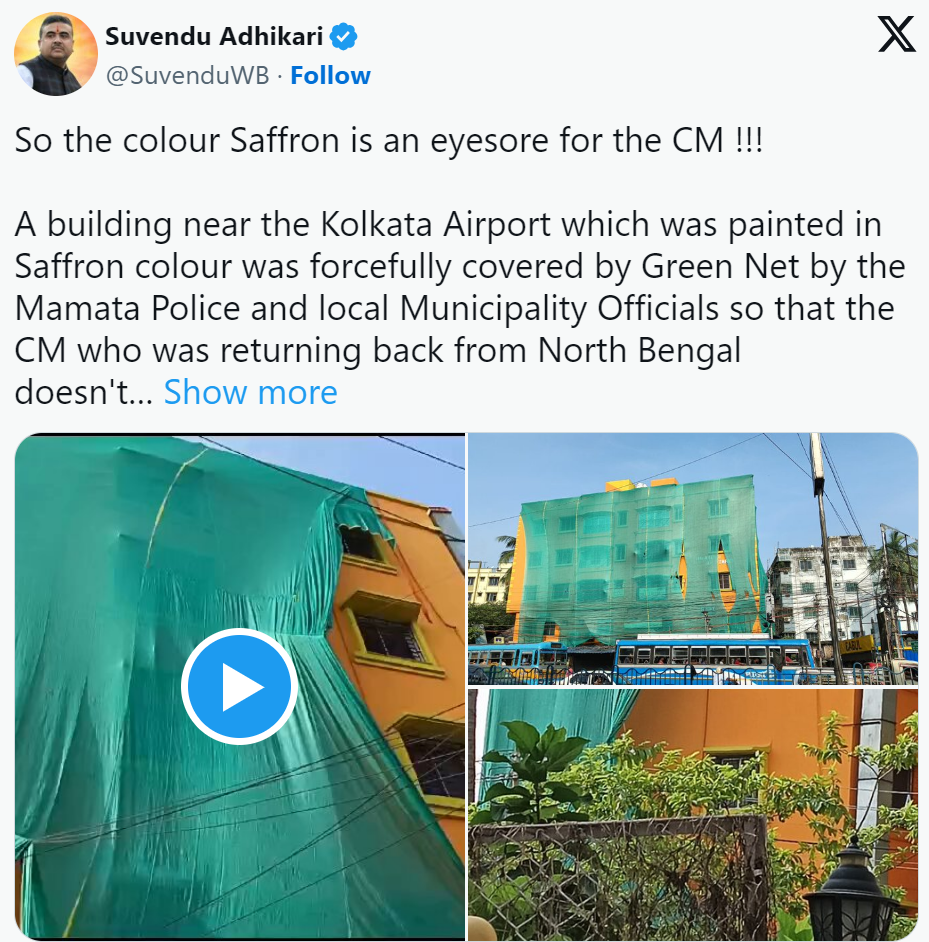 Suvendu Adhikari
@SuvenduWB · Follow
So the colour Saffron is an eyesore for the CM !!!
A building near the Kolkata Airport which was painted in
Saffron colour was forcefully covered by Green Net by the
Mamata Police and local Municipality Officials so that the
CM who was returning back from North Bengal
doesn't... Show more